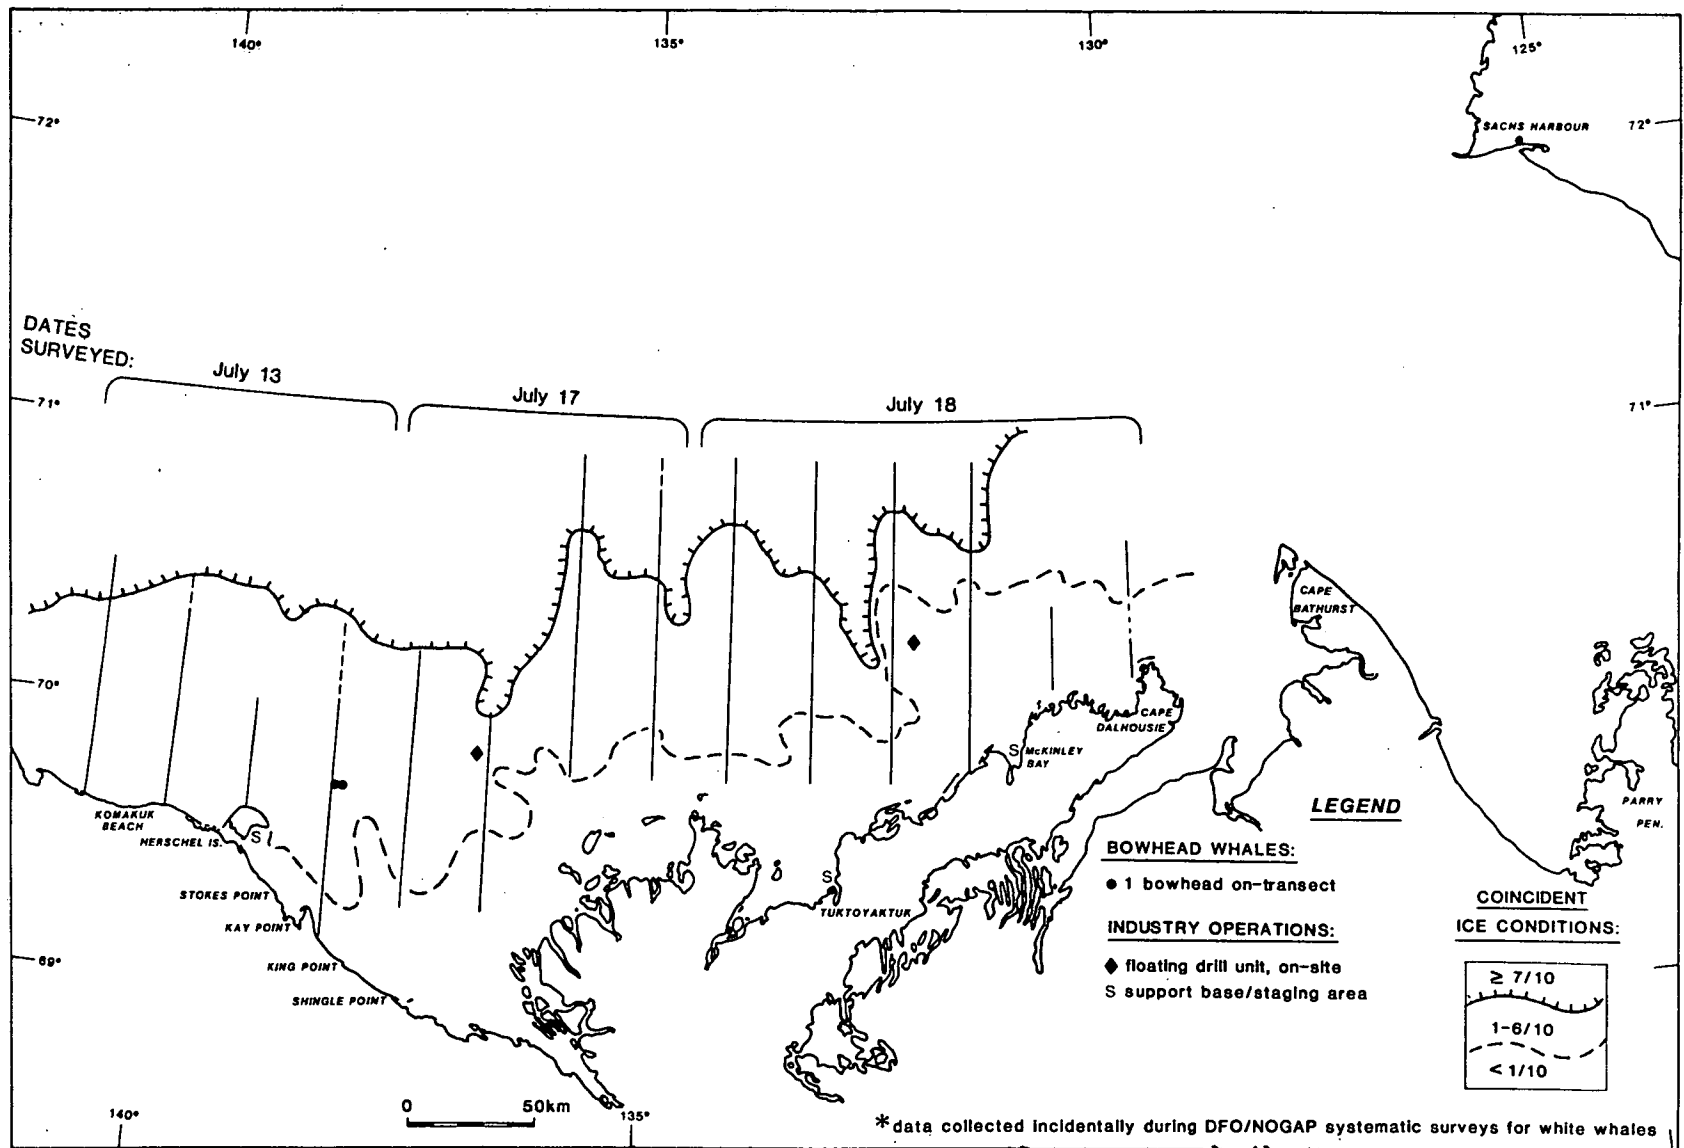 140°
135°
130°
125°
72°
SACHS HARBOUR
72°
DATES
SURVEYED:
July 13
July 17
July 18
71°
71°
CAPE
BATHURST
70°
CAPE
DALHOUSIE
S McKINLEY
BAY
KOMAKUK
BEACH
HERSCHEL IS.
S
PARRY
PEN.
STOKES POINT
KAY POINT
KING POINT
SHINGLE POINT
S
TUKTOYAKTUK
69°
LEGEND
BOWHEAD WHALES:
● 1 bowhead on-transect
INDUSTRY OPERATIONS:
◆ floating drill unit, on-site
S support base/staging area
COINCIDENT
ICE CONDITIONS:
≥ 7/10
1-6/10
< 1/10
140°
0 50km
135°
*data collected incidentally during DFO/NOGAP systematic surveys for white whales